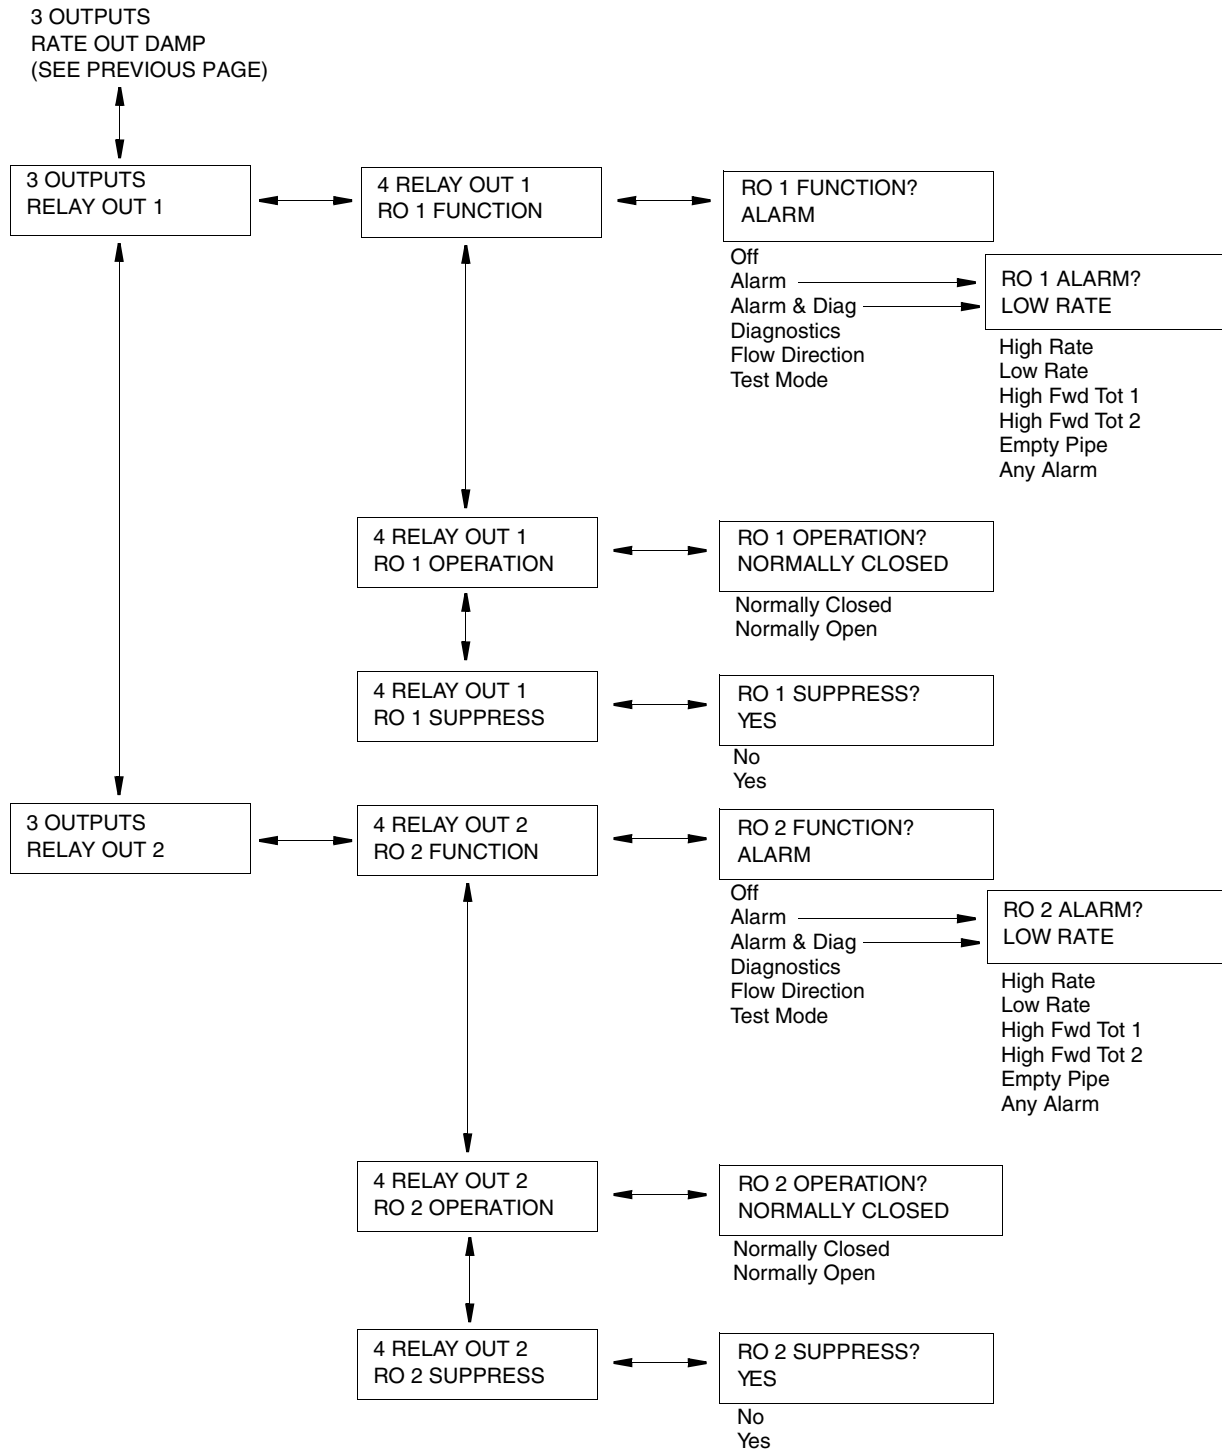 3 OUTPUTS
RATE OUT DAMP
(SEE PREVIOUS PAGE)
3 OUTPUTS
RELAY OUT 1
4 RELAY OUT 1
RO 1 FUNCTION
RO 1 FUNCTION?
ALARM
Off
Alarm
Alarm & Diag
Diagnostics
Flow Direction
Test Mode
RO 1 ALARM?
LOW RATE
High Rate
Low Rate
High Fwd Tot 1
High Fwd Tot 2
Empty Pipe
Any Alarm
4 RELAY OUT 1
RO 1 OPERATION
RO 1 OPERATION?
NORMALLY CLOSED
Normally Closed
Normally Open
4 RELAY OUT 1
RO 1 SUPPRESS
RO 1 SUPPRESS?
YES
No
Yes
3 OUTPUTS
RELAY OUT 2
4 RELAY OUT 2
RO 2 FUNCTION
RO 2 FUNCTION?
ALARM
Off
Alarm
Alarm & Diag
Diagnostics
Flow Direction
Test Mode
RO 2 ALARM?
LOW RATE
High Rate
Low Rate
High Fwd Tot 1
High Fwd Tot 2
Empty Pipe
Any Alarm
4 RELAY OUT 2
RO 2 OPERATION
RO 2 OPERATION?
NORMALLY CLOSED
Normally Closed
Normally Open
4 RELAY OUT 2
RO 2 SUPPRESS
RO 2 SUPPRESS?
YES
No
Yes